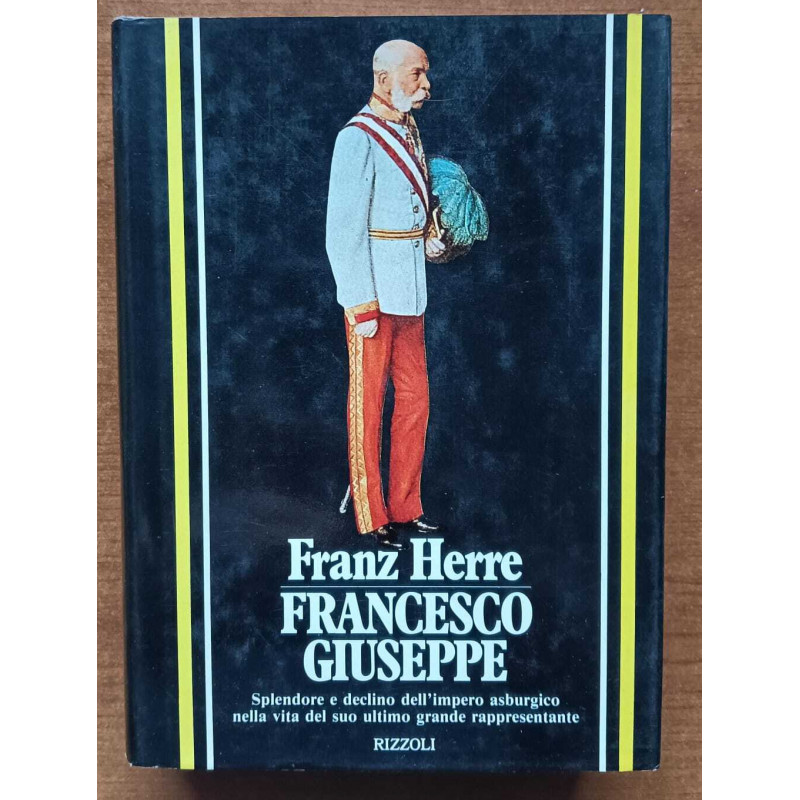 Franz Herre
FRANCESCO
GIUSEPPE
Splendore e declino dell'impero asburgico
nella vita del suo ultimo grande rappresentante
RIZZOLI